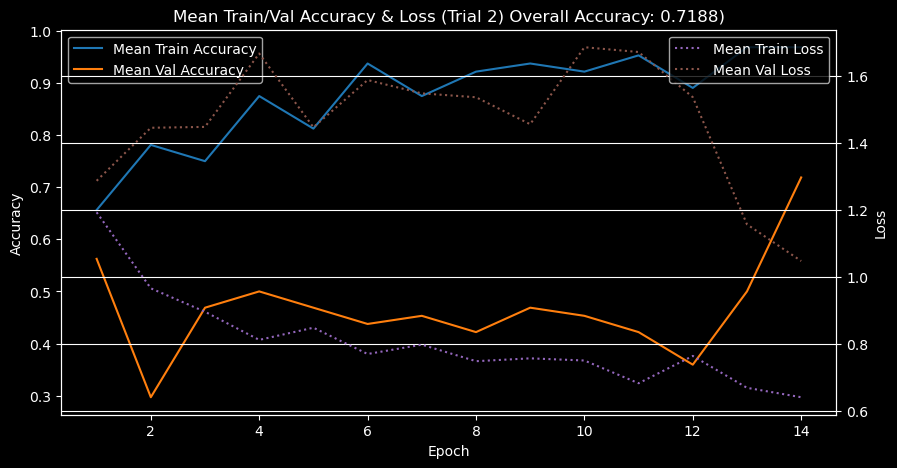 Mean Train/Val Accuracy & Loss (Trial 2) Overall Accuracy: 0.7188)
Mean Train Accuracy
Mean Val Accuracy
Mean Train Loss
Mean Val Loss
1.0
0.9
0.8
0.7
0.6
0.5
0.4
0.3
Accuracy
1.6
1.4
1.2
1.0
0.8
0.6
Loss
2
4
6
8
10
12
14
Epoch